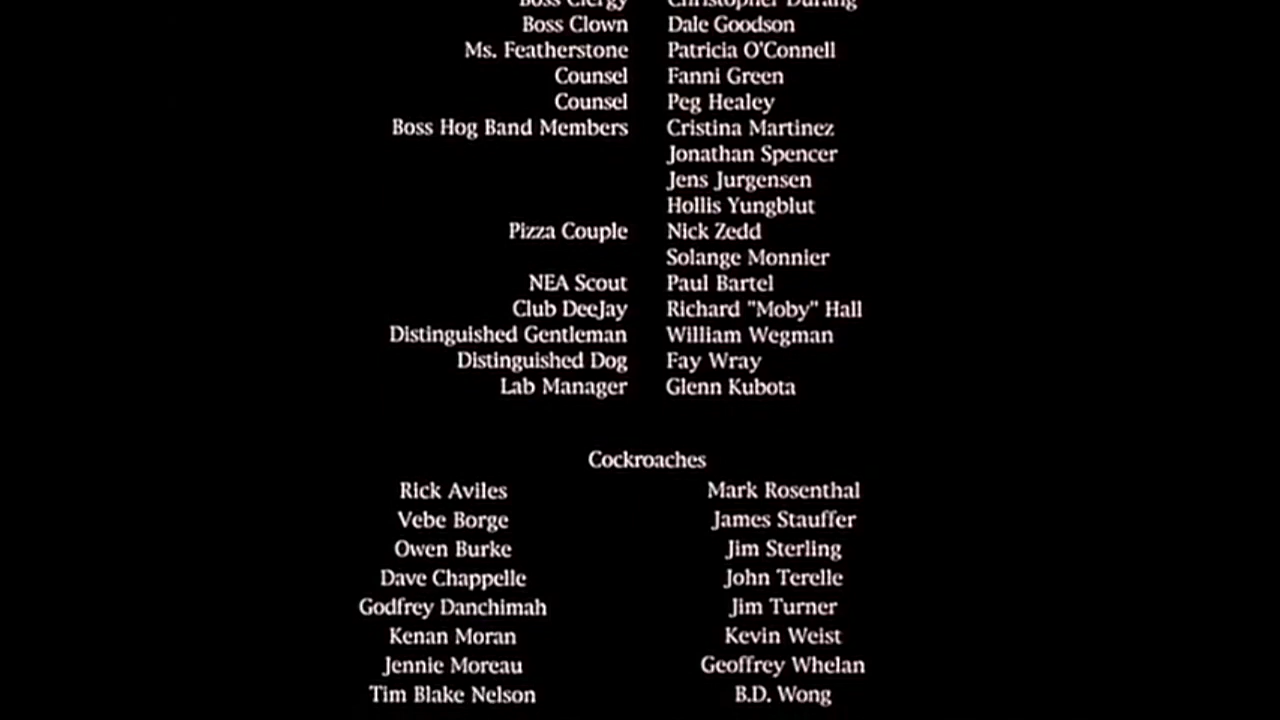 Boss Clergy Christopher Durang
Boss Clown Dale Goodson
Ms. Featherstone Patricia O'Connell
Counsel Fanni Green
Counsel Peg Healey
Boss Hog Band Members Cristina Martinez
Jonathan Spencer
Jens Jurgensen
Hollis Yungblut
Pizza Couple Nick Zedd
Solange Monnier
NEA Scout Paul Bartel
Club DeeJay Richard "Moby" Hall
Distinguished Gentleman William Wegman
Distinguished Dog Fay Wray
Lab Manager Glenn Kubota
Cockroaches
Rick Aviles Mark Rosenthal
Vebe Borge James Stauffer
Owen Burke Jim Sterling
Dave Chappelle John Terelle
Godfrey Danchimah Jim Turner
Kenan Moran Kevin Weist
Jennie Moreau Geoffrey Whelan
Tim Blake Nelson B.D. Wong